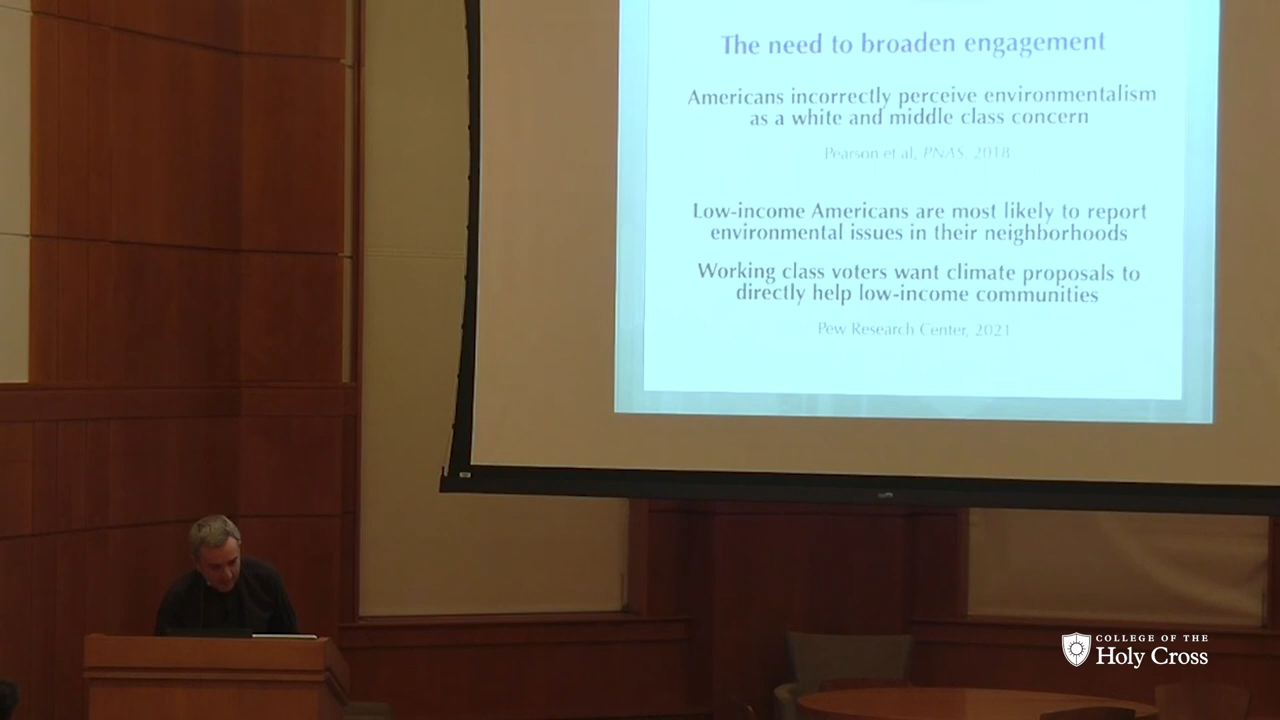 The need to broaden engagement
Americans incorrectly perceive environmentalism
as a white and middle class concern
Pearson et al, PNAS, 2018
Low-income Americans are most likely to report
environmental issues in their neighborhoods
Working class voters want climate proposals to
directly help low-income communities
Pew Research Center, 2021
COLLEGE OF THE
Holy Cross